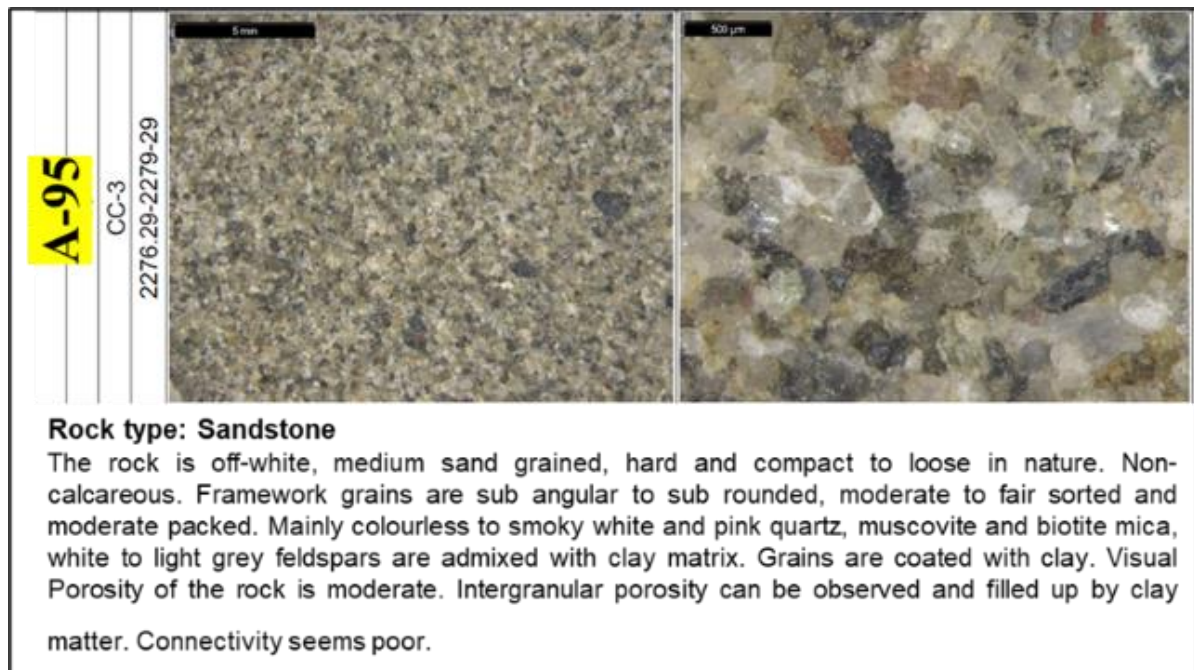 A-95
CC-3
2276.29-2279-29
5 mm
500 µm
Rock type: Sandstone
The rock is off-white, medium sand grained, hard and compact to loose in nature. Non-
calcareous. Framework grains are sub angular to sub rounded, moderate to fair sorted and
moderate packed. Mainly colourless to smoky white and pink quartz, muscovite and biotite mica,
white to light grey feldspars are admixed with clay matrix. Grains are coated with clay. Visual
Porosity of the rock is moderate. Intergranular porosity can be observed and filled up by clay
matter. Connectivity seems poor.